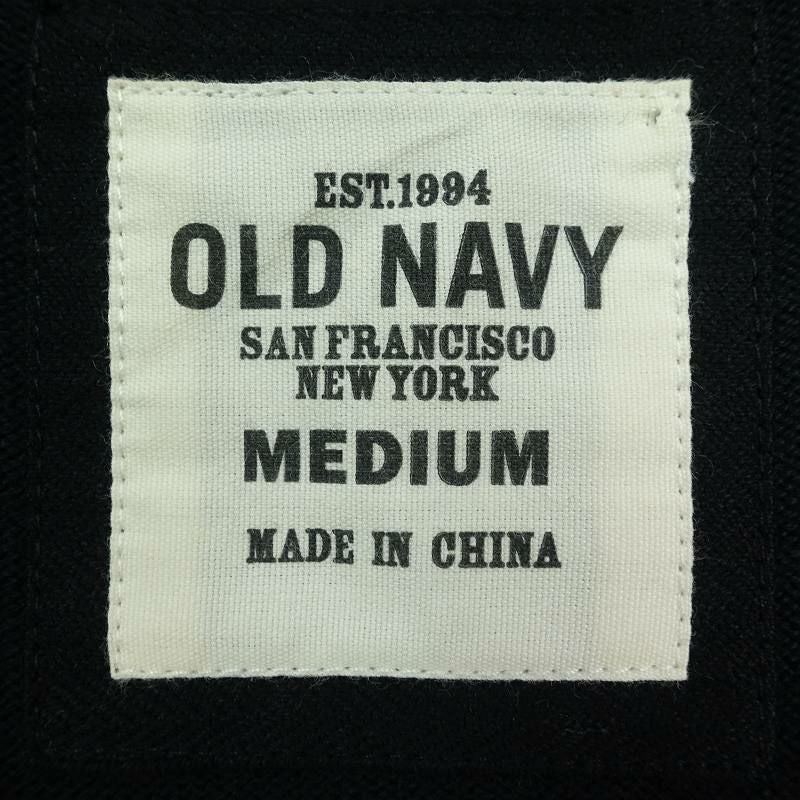 EST.1994
OLD NAVY
SAN FRANCISCO
NEW YORK
MEDIUM
MADE IN CHINA